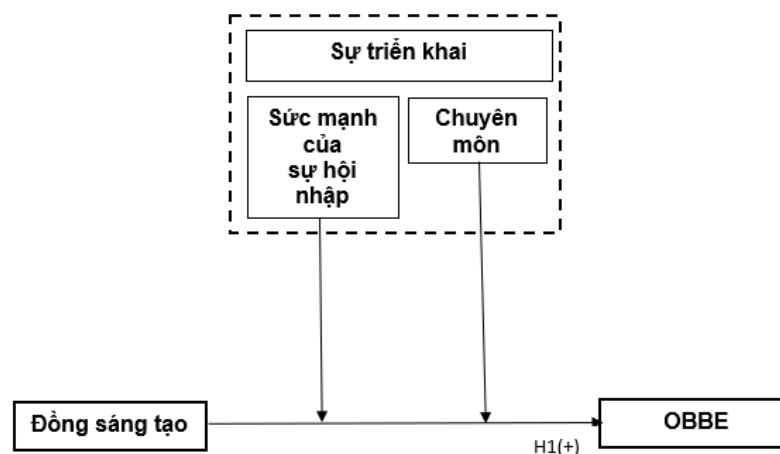 Sự triển khai
Sức mạnh
của
sự hội
nhập
Chuyên
môn
Đồng sáng tạo
OBBE
H1(+)